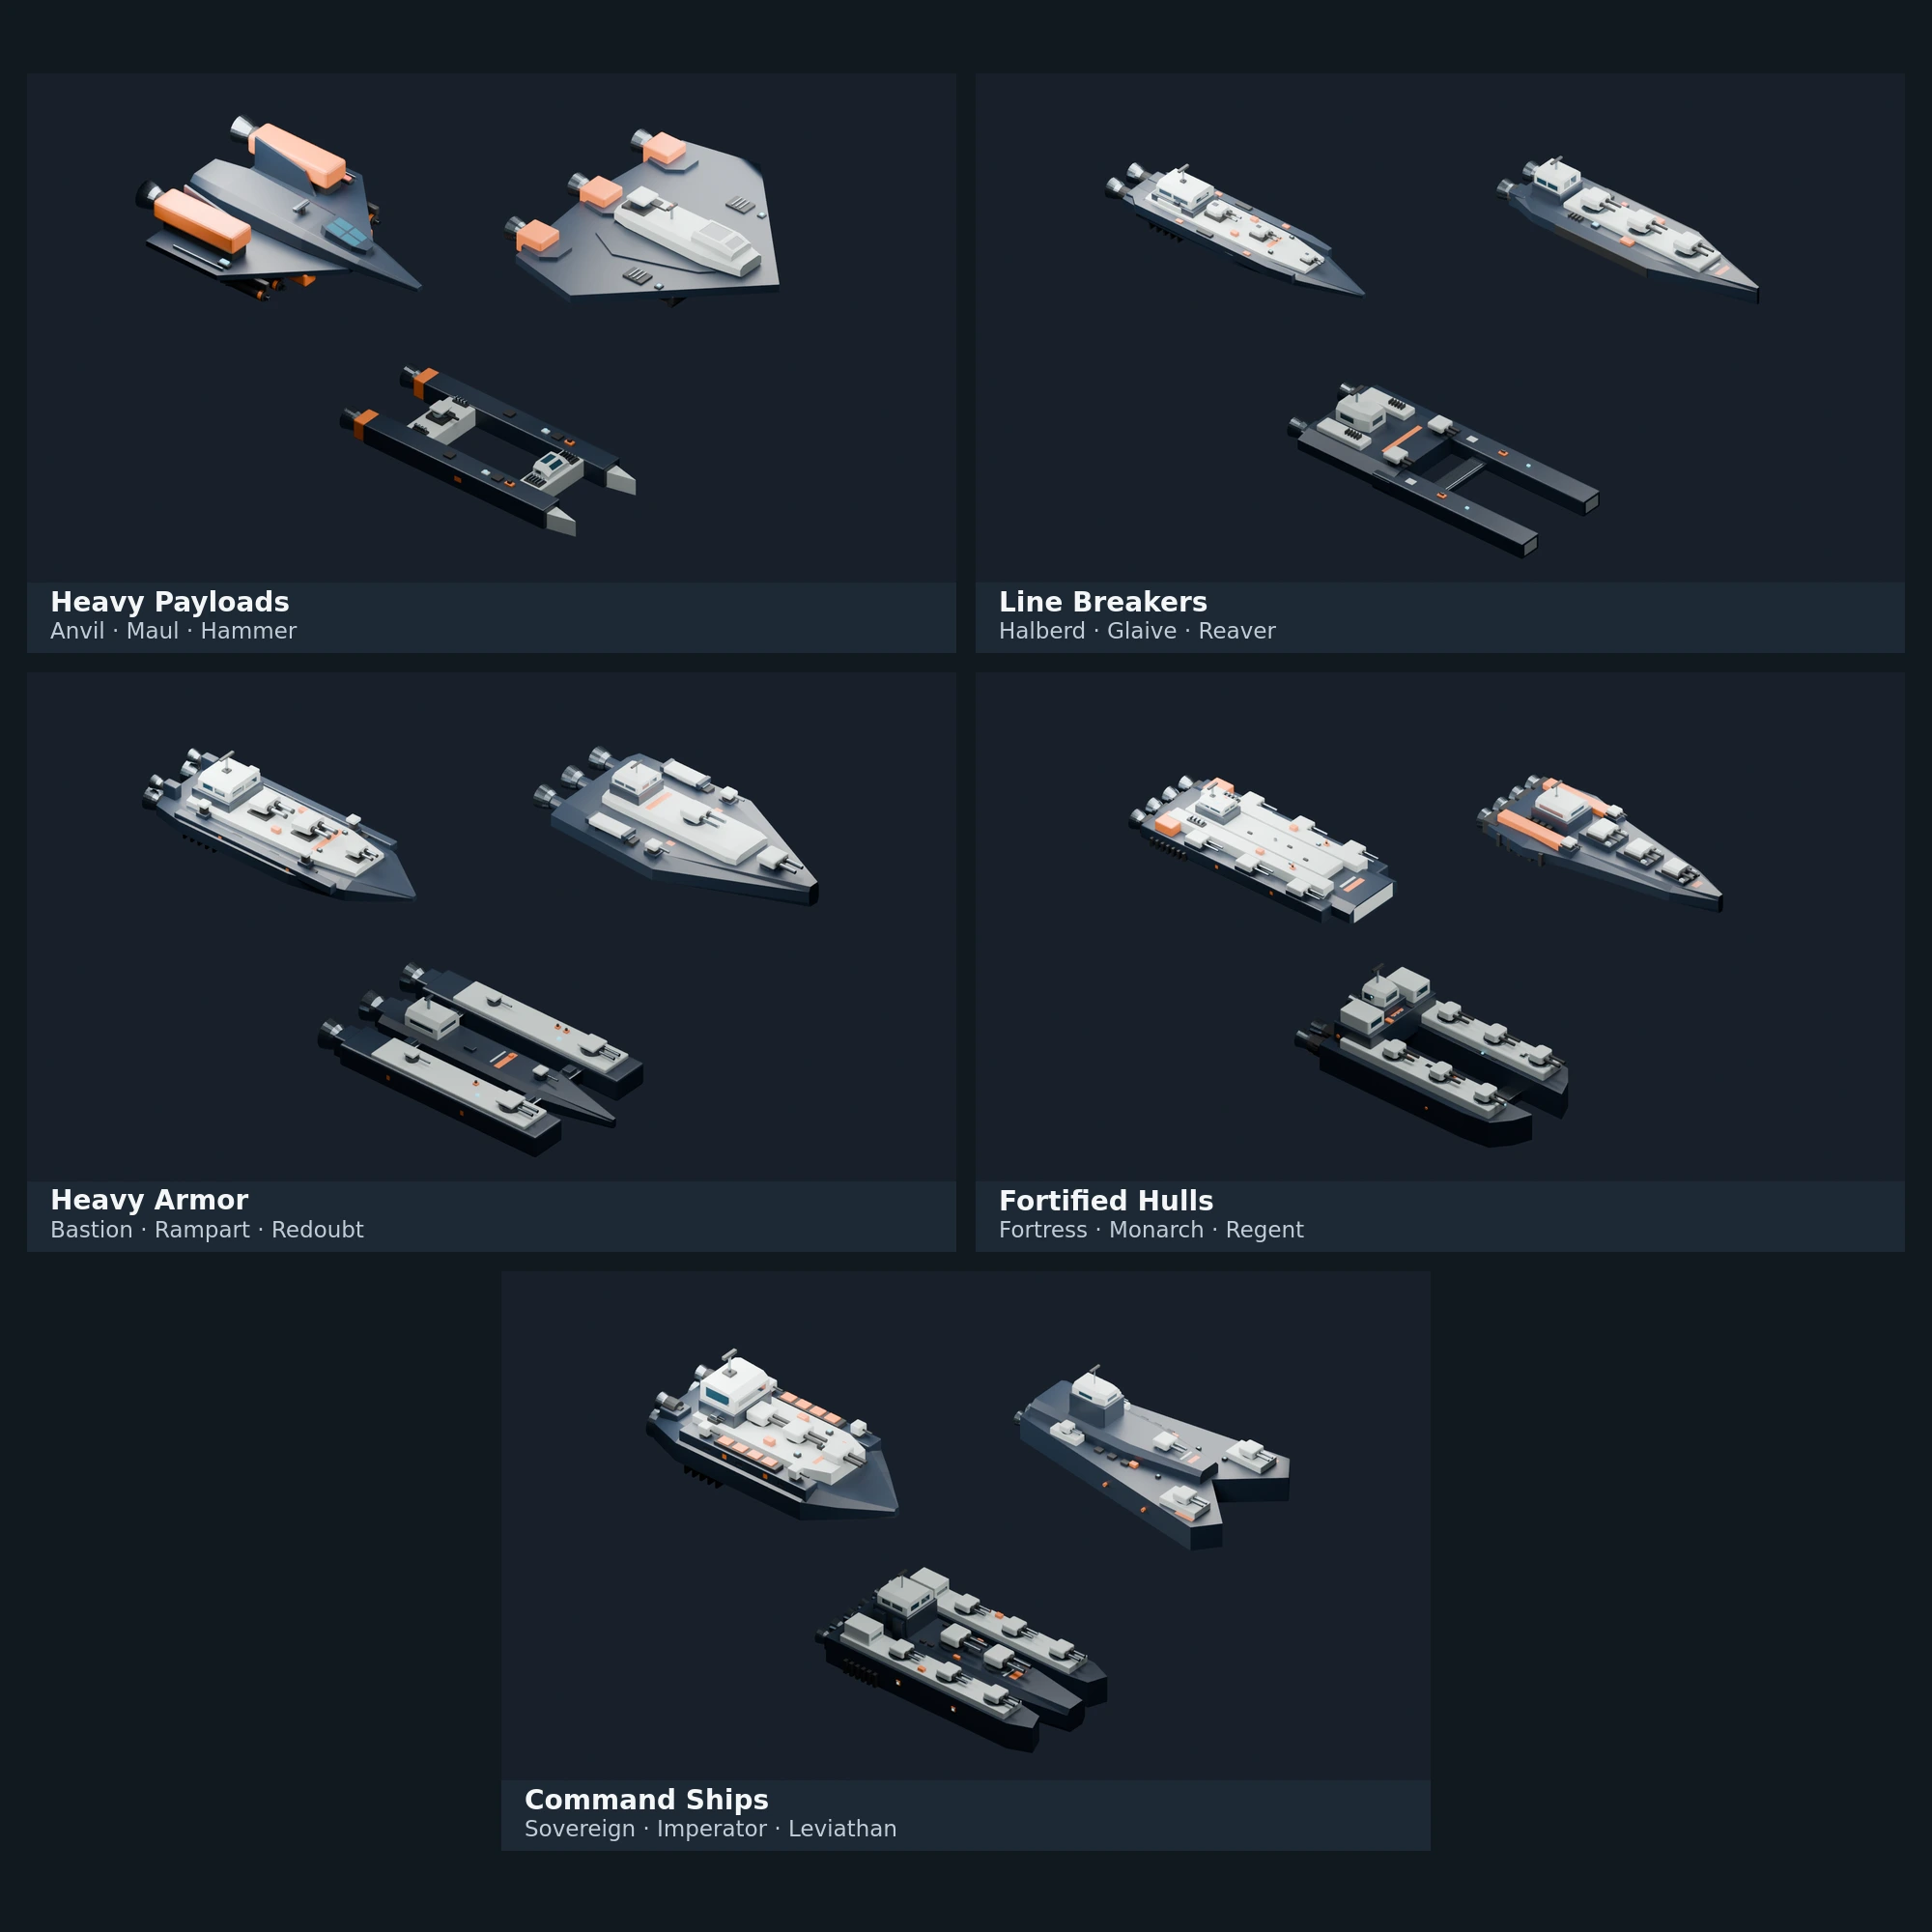 Heavy Payloads
Anvil · Maul · Hammer
Line Breakers
Halberd · Glaive · Reaver
Heavy Armor
Bastion · Rampart · Redoubt
Fortified Hulls
Fortress · Monarch · Regent
Command Ships
Sovereign · Imperator · Leviathan